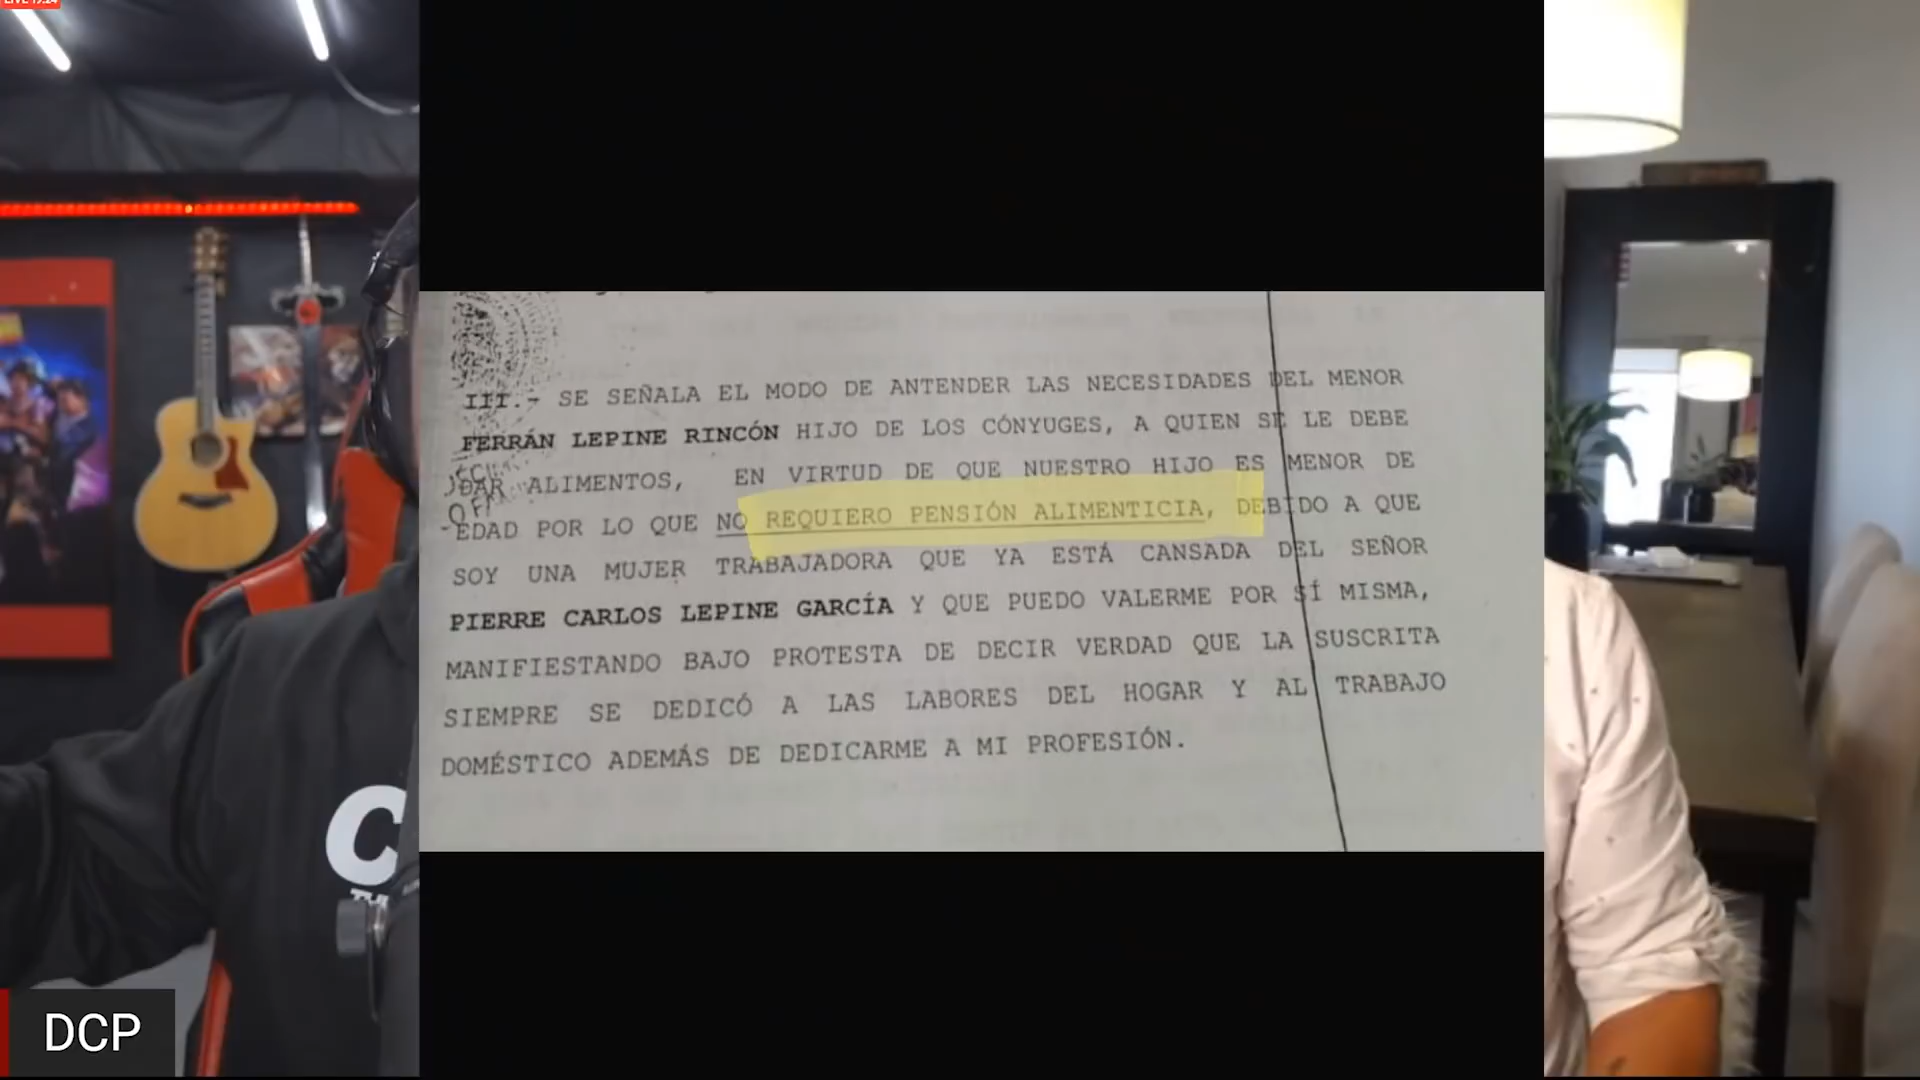 LIVE 19:24
III.- SE SEÑALA EL MODO DE ANTENDER LAS NECESIDADES DEL MENOR
FERRÁN LEPINE RINCÓN HIJO DE LOS CÓNYUGES, A QUIEN SE LE DEBE
DAR ALIMENTOS, EN VIRTUD DE QUE NUESTRO HIJO ES MENOR DE
EDAD POR LO QUE NO REQUIERO PENSIÓN ALIMENTICIA, DEBIDO A QUE
SOY UNA MUJER TRABAJADORA QUE YA ESTÁ CANSADA DEL SEÑOR
PIERRE CARLOS LEPINE GARCÍA Y QUE PUEDO VALERME POR SÍ MISMA,
MANIFIESTANDO BAJO PROTESTA DE DECIR VERDAD QUE LA SUSCRITA
SIEMPRE SE DEDICÓ A LAS LABORES DEL HOGAR Y AL TRABAJO
DOMÉSTICO ADEMÁS DE DEDICARME A MI PROFESIÓN.
C
DCP